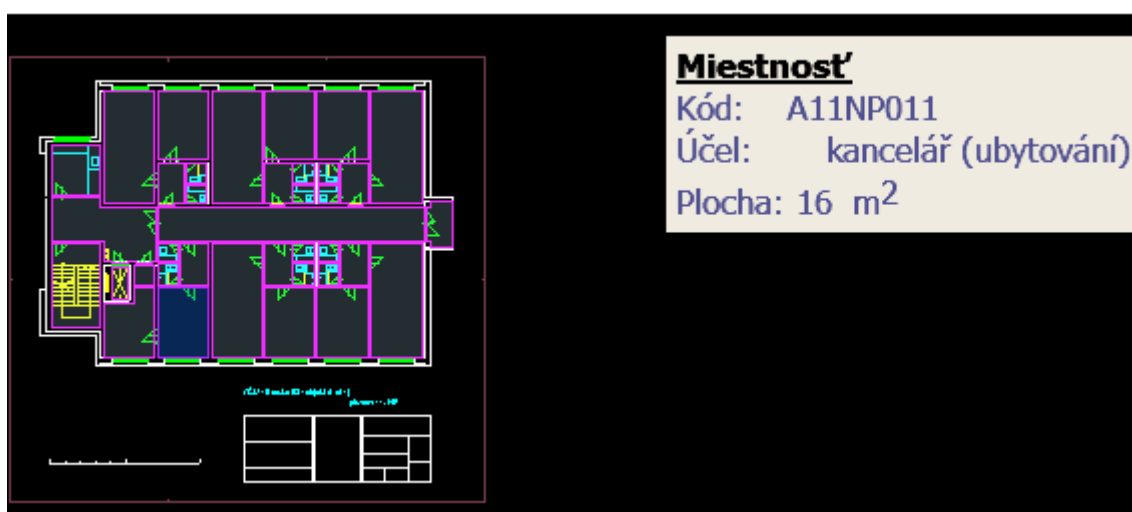 Miestnosť
Kód: A11NP011
Účel: kancelář (ubytování)
Plocha: 16 m2